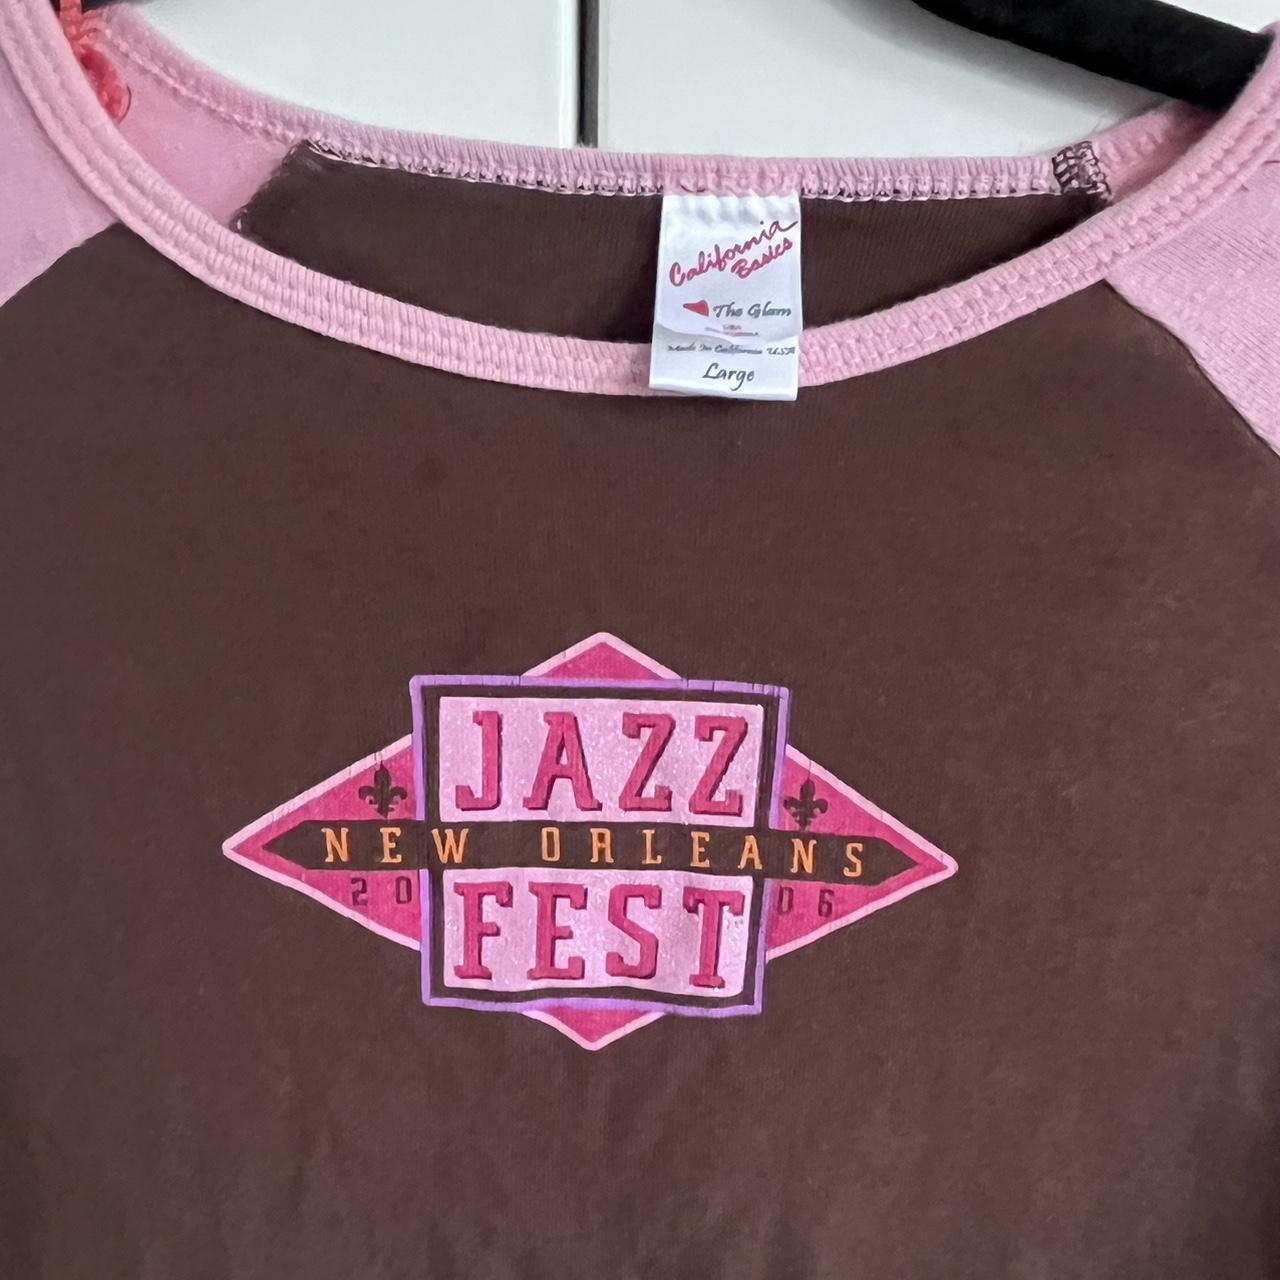 California
Basics
The Glam
Made In California USA
Large
JAZZ
NEW ORLEANS
20 06
FEST